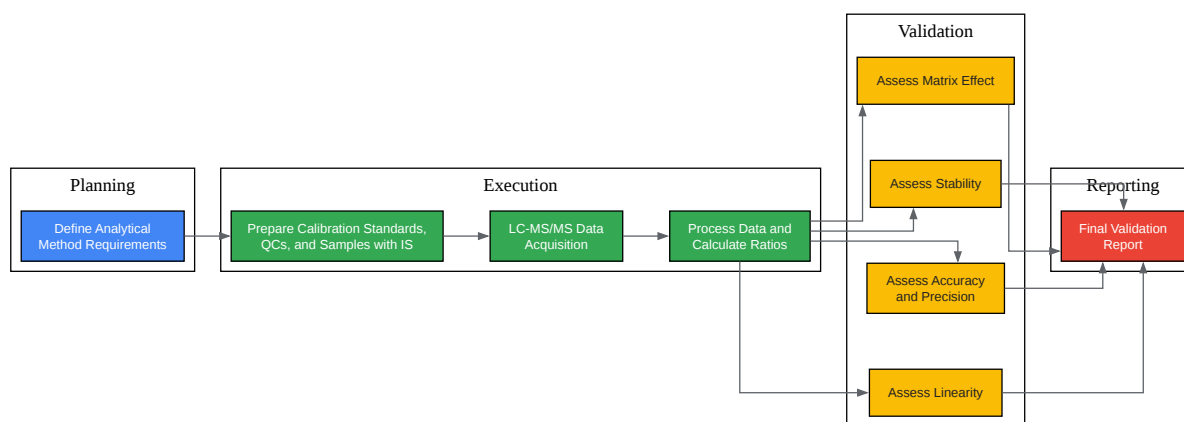 Planning
Define Analytical
Method Requirements
Execution
Prepare Calibration Standards,
QCs, and Samples with IS
LC-MS/MS Data
Acquisition
Process Data and
Calculate Ratios
Validation
Assess Matrix Effect
Assess Stability
Assess Accuracy
and Precision
Assess Linearity
Reporting
Final Validation
Report